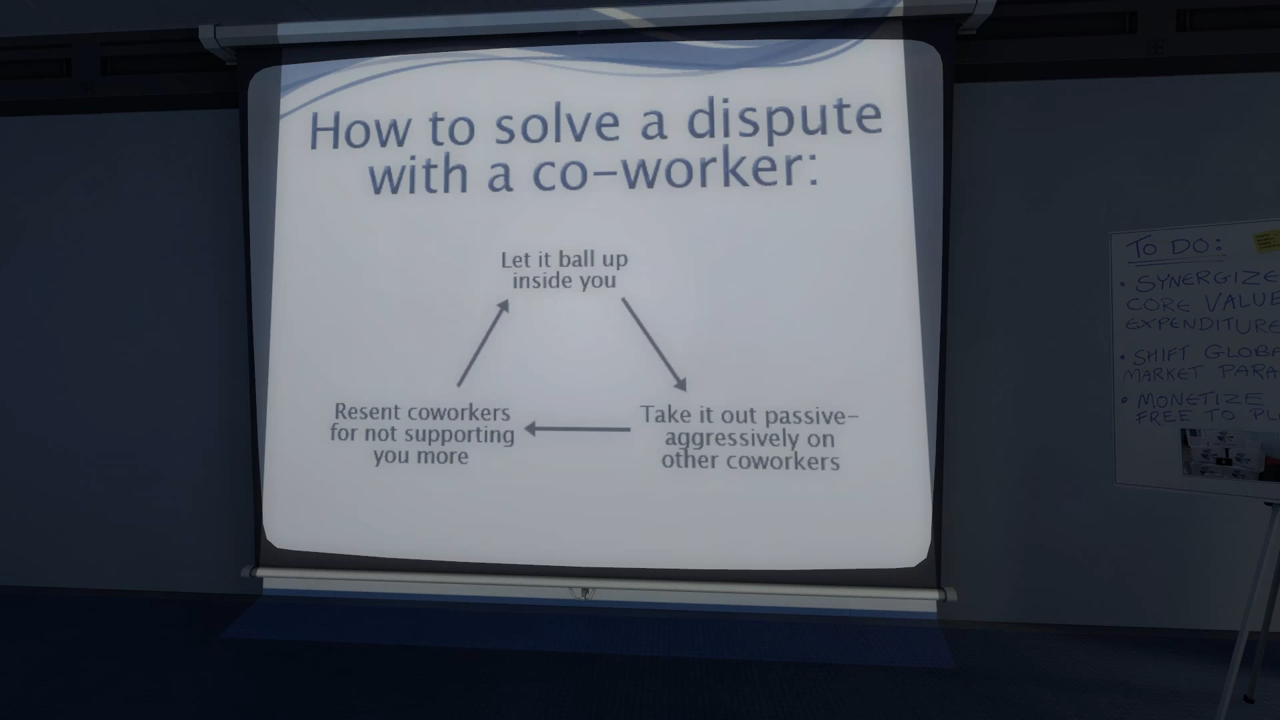 How to solve a dispute
with a co-worker:
Let it ball up
inside you
Take it out passive-
aggressively on
other coworkers
Resent coworkers
for not supporting
you more
TO DO:
• SYNERGIZE
CORE VALUE
EXPENDITURE
• SHIFT GLOBA
MARKET PARA
• MONETIZE
FREE TO PL